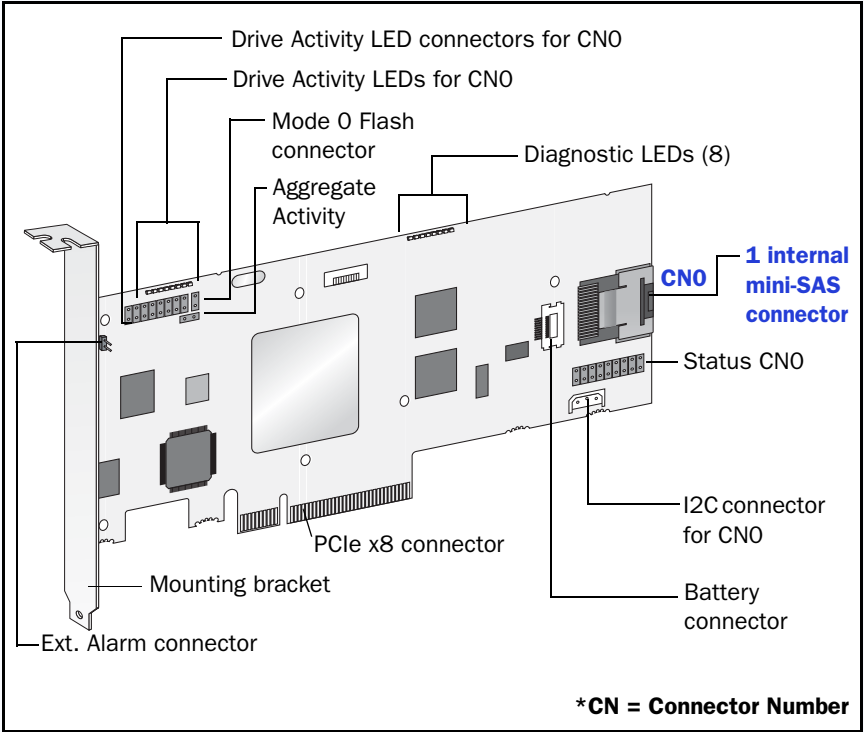 Drive Activity LED connectors for CN0
Drive Activity LEDs for CN0
Mode 0 Flash
connector
Aggregate
Activity
Diagnostic LEDs (8)
CN0
1 internal
mini-SAS
connector
Status CN0
I2C connector
for CN0
Battery
connector
PCIe x8 connector
Mounting bracket
Ext. Alarm connector
*CN = Connector Number